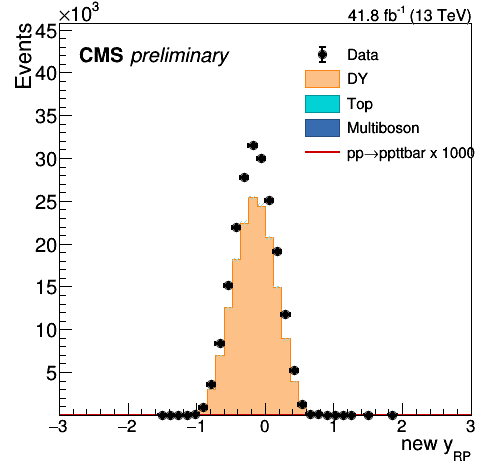 ×10³
41.8 fb⁻¹ (13 TeV)
Events
CMS preliminary
Data
DY
Top
Multiboson
pp→ppttbar x 1000
45
40
35
30
25
20
15
10
5
−3 −2 −1 0 1 2 3
new y_RP